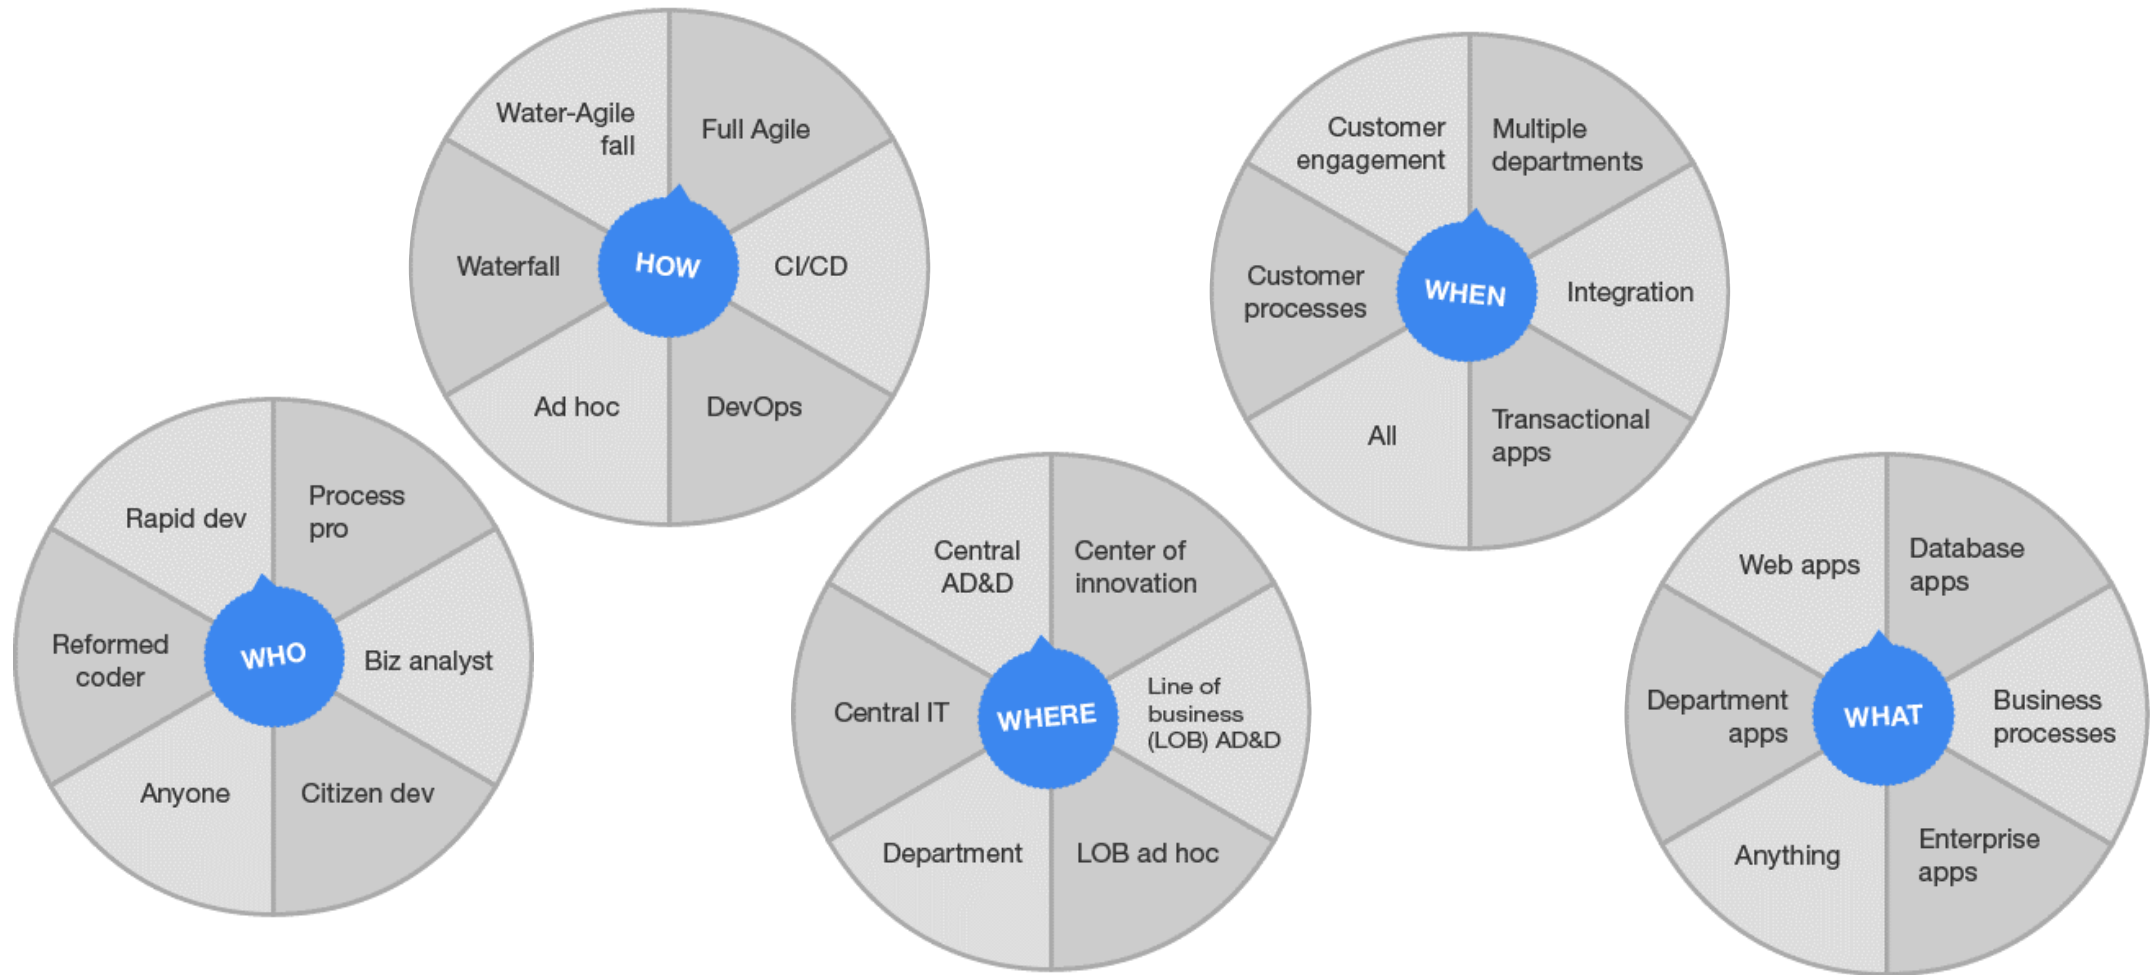 Water-Agile
fall
Full Agile
Waterfall
HOW
CI/CD
Ad hoc
DevOps
Customer
engagement
Multiple
departments
Customer
processes
WHEN
Integration
All
Transactional
apps
Rapid dev
Process
pro
Reformed
coder
WHO
Biz analyst
Anyone
Citizen dev
Central
AD&D
Center of
innovation
Central IT
WHERE
Line of
business
(LOB) AD&D
Department
LOB ad hoc
Web apps
Database
apps
Department
apps
WHAT
Business
processes
Anything
Enterprise
apps